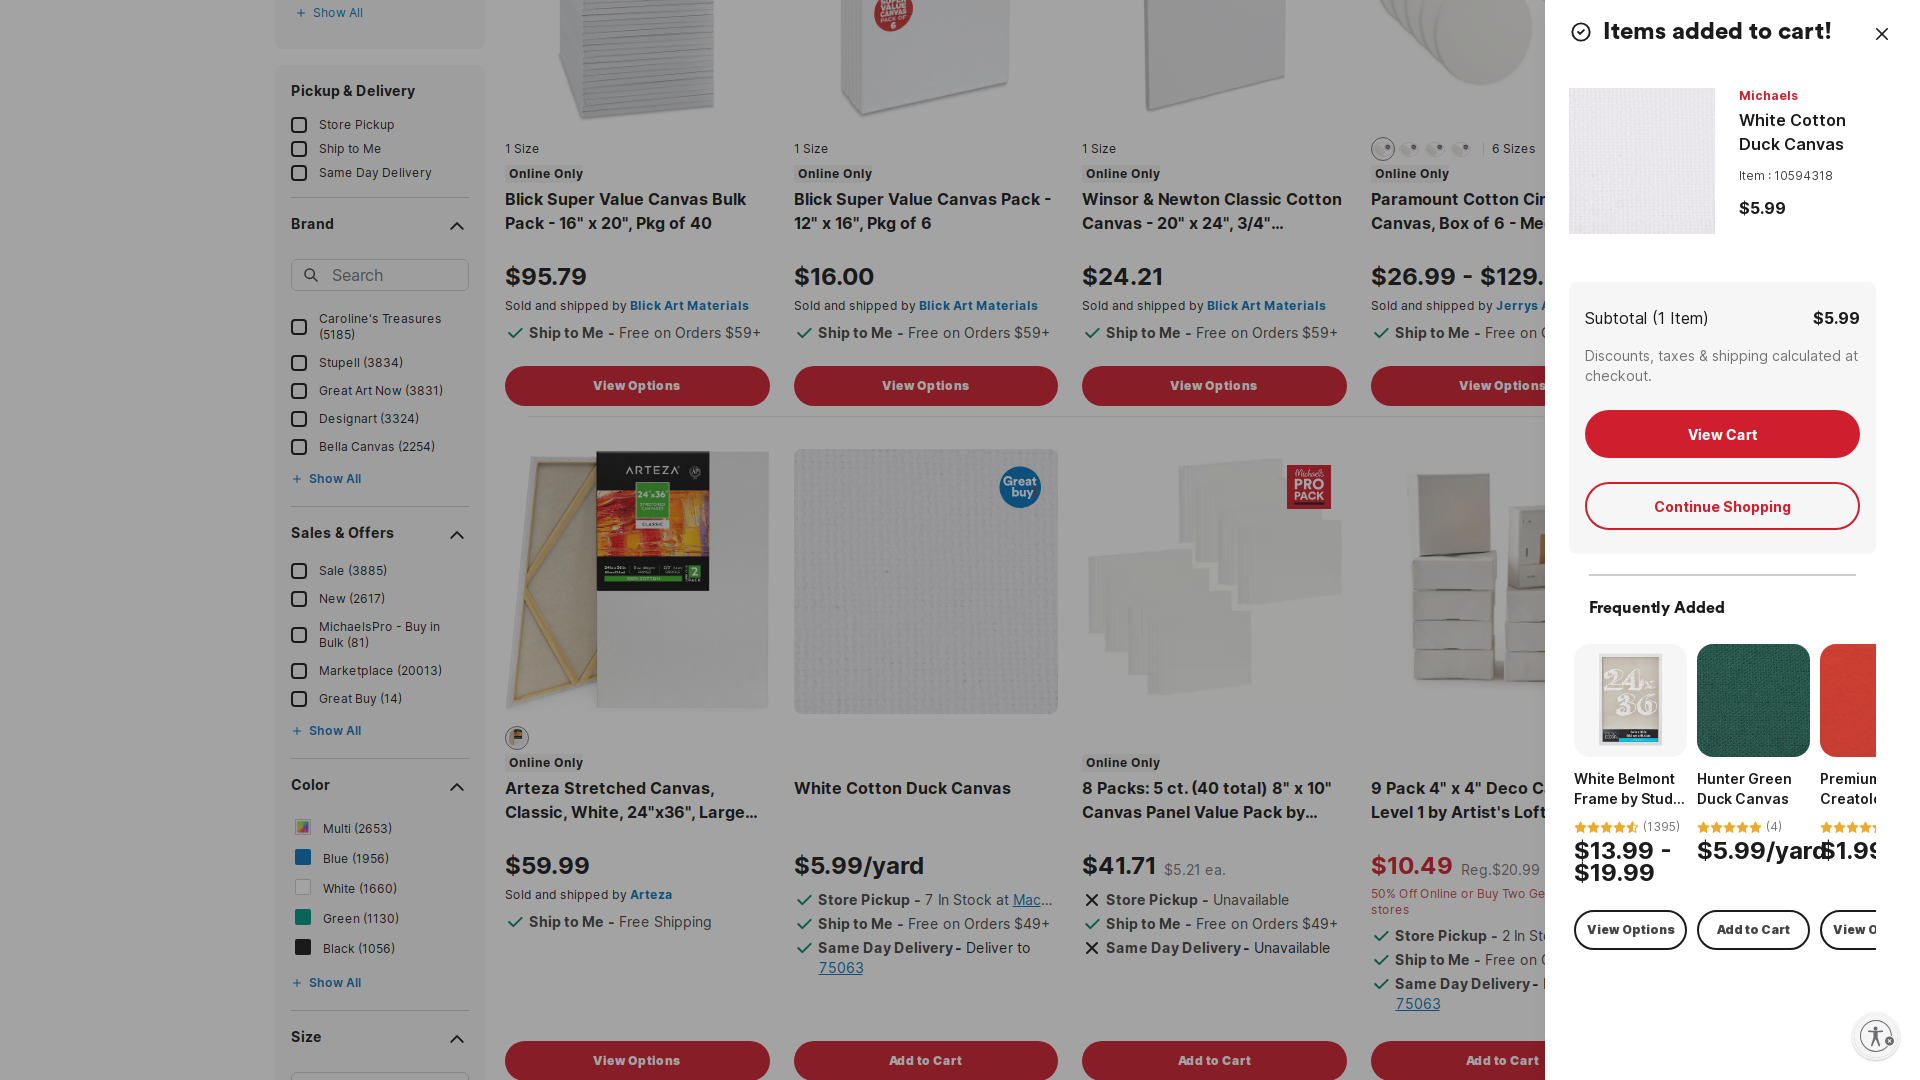 + Show All
Pickup & Delivery
Store Pickup
Ship to Me
Same Day Delivery
Brand
Search
Caroline's Treasures
(5185)
Stupell (3834)
Great Art Now (3831)
Designart (3324)
Bella Canvas (2254)
+ Show All
Sales & Offers
Sale (3885)
New (2617)
MichaelsPro - Buy in
Bulk (81)
Marketplace (20013)
Great Buy (14)
+ Show All
Color
Multi (2653)
Blue (1956)
White (1660)
Green (1130)
Black (1056)
+ Show All
Size
SUPER
VALUE
CANVAS
PACK OF
6
1 Size
Online Only
Blick Super Value Canvas Bulk
Pack - 16" x 20", Pkg of 40
$95.79
Sold and shipped by Blick Art Materials
Ship to Me - Free on Orders $59+
View Options
1 Size
Online Only
Blick Super Value Canvas Pack -
12" x 16", Pkg of 6
$16.00
Sold and shipped by Blick Art Materials
Ship to Me - Free on Orders $59+
View Options
1 Size
Online Only
Winsor & Newton Classic Cotton
Canvas - 20" x 24", 3/4"...
$24.21
Sold and shipped by Blick Art Materials
Ship to Me - Free on Orders $59+
View Options
6 Sizes
Online Only
Paramount Cotton Cir
Canvas, Box of 6 - Me
$26.99 - $129.
Sold and shipped by Jerrys A
Ship to Me - Free on O
View Options
ARTEZA
24"x36"
CLASSIC
2
Online Only
Arteza Stretched Canvas,
Classic, White, 24"x36", Large...
$59.99
Sold and shipped by Arteza
Ship to Me - Free Shipping
View Options
Great
buy
White Cotton Duck Canvas
$5.99/yard
Store Pickup - 7 In Stock at Mac...
Ship to Me - Free on Orders $49+
Same Day Delivery - Deliver to
75063
Add to Cart
Michaels
PRO
PACK
Online Only
8 Packs: 5 ct. (40 total) 8" x 10"
Canvas Panel Value Pack by...
$41.71 $5.21 ea.
Store Pickup - Unavailable
Ship to Me - Free on Orders $49+
Same Day Delivery - Unavailable
Add to Cart
9 Pack 4" x 4" Deco C
Level 1 by Artist's Loft
$10.49 Reg.$20.99
50% Off Online or Buy Two Ge
stores
Store Pickup - 2 In Sto
Ship to Me - Free on O
Same Day Delivery -
75063
Add to Cart
Items added to cart!
Michaels
White Cotton
Duck Canvas
Item : 10594318
$5.99
Subtotal (1 Item) $5.99
Discounts, taxes & shipping calculated at
checkout.
View Cart
Continue Shopping
Frequently Added
24x
36
White Belmont
Frame by Stud...
(1395)
$13.99 -
$19.99
View Options
Hunter Green
Duck Canvas
(4)
$5.99/yard
Add to Cart
Premium
Creatolo
$1.99
View O